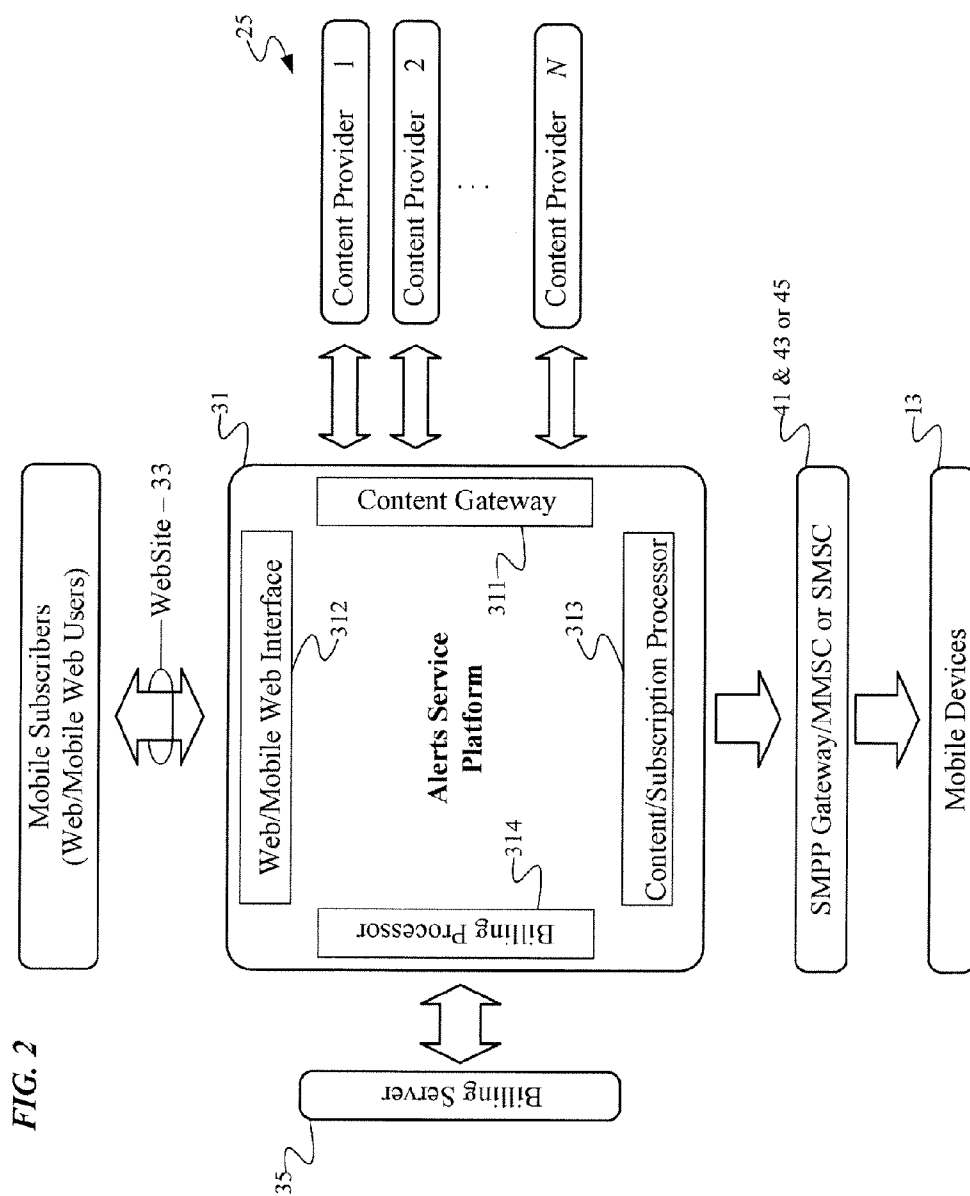 FIG. 2
Mobile Subscribers
(Web/Mobile Web Users)
WebSite – 33
31
25
Web/Mobile Web Interface
312
Content Gateway
311
Alerts Service
Platform
Billing Processor
314
Content/Subscription Processor
313
Billing Server
35
Content Provider 1
Content Provider 2
...
Content Provider N
SMPP Gateway/MMSC or SMSC
41 & 43 or 45
Mobile Devices
13